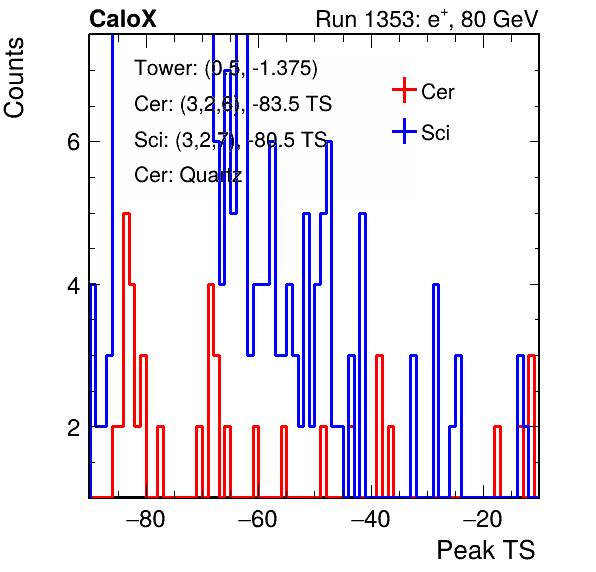 CaloX Run 1353: e+, 80 GeV
Counts
Tower: (0.5, -1.375)
Cer: (3,2,6), -83.5 TS
Sci: (3,2,7), -80.5 TS
Cer: Quartz
Cer
Sci
6
4
2
−80 −60 −40 −20
Peak TS